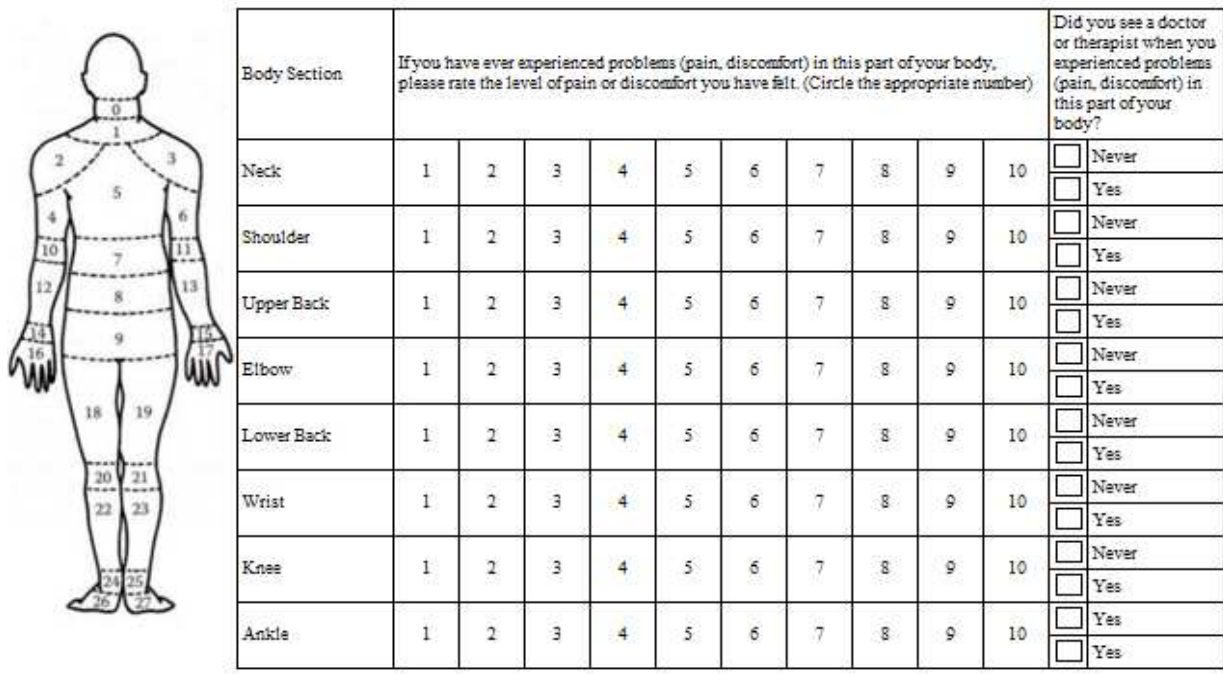 0
1
2 3
5
4 6
10 7 11
12 8 13
14 9 15
16 17
18 19
20 21
22 23
24 25
26 27
Body Section
If you have ever experienced problems (pain, discomfort) in this part of your body,
please rate the level of pain or discomfort you have felt. (Circle the appropriate number)
Did you see a doctor
or therapist when you
experienced problems
(pain, discomfort) in
this part of your
body?
Neck 1 2 3 4 5 6 7 8 9 10
Never
Yes
Shoulder 1 2 3 4 5 6 7 8 9 10
Never
Yes
Upper Back 1 2 3 4 5 6 7 8 9 10
Never
Yes
Elbow 1 2 3 4 5 6 7 8 9 10
Never
Yes
Lower Back 1 2 3 4 5 6 7 8 9 10
Never
Yes
Wrist 1 2 3 4 5 6 7 8 9 10
Never
Yes
Knee 1 2 3 4 5 6 7 8 9 10
Never
Yes
Ankle 1 2 3 4 5 6 7 8 9 10
Yes
Yes